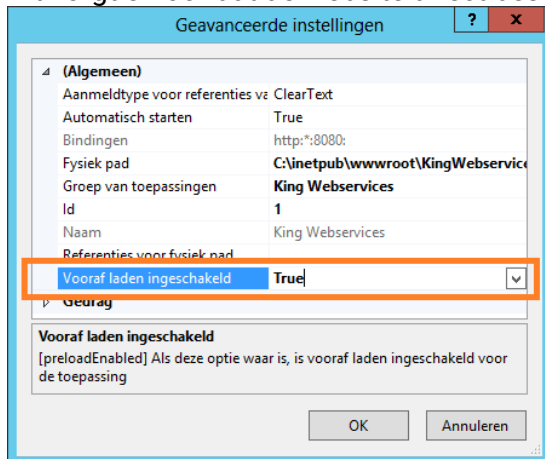 Geavanceerde instellingen
(Algemeen)
Aanmeldtype voor referenties va ClearText
Automatisch starten True
Bindingen http:*:8080:
Fysiek pad C:\inetpub\wwwroot\KingWebservice
Groep van toepassingen King Webservices
Id 1
Naam King Webservices
Referenties voor fysiek pad
Vooraf laden ingeschakeld True
Gedrag
Vooraf laden ingeschakeld
[preloadEnabled] Als deze optie waar is, is vooraf laden ingeschakeld voor
de toepassing
OK Annuleren